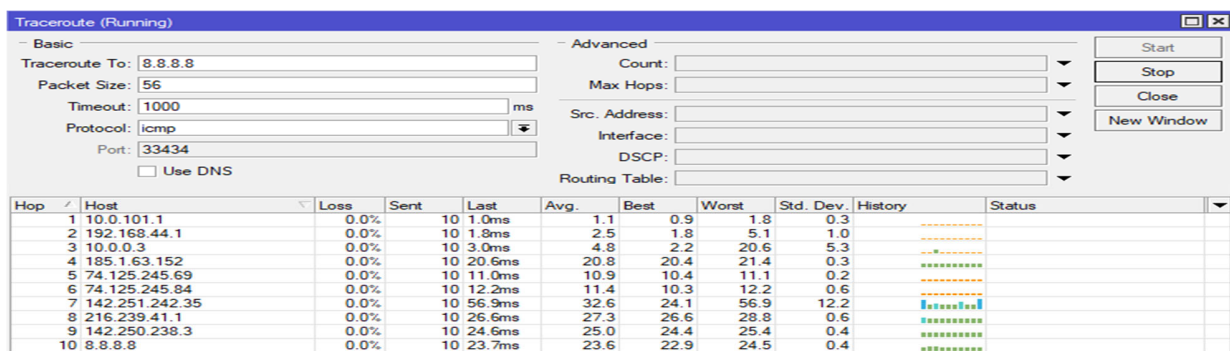 Traceroute (Running)
Basic
Traceroute To: 8.8.8.8
Packet Size: 56
Timeout: 1000 ms
Protocol: icmp
Port: 33434
Use DNS
Advanced
Count:
Max Hops:
Src. Address:
Interface:
DSCP:
Routing Table:
Start
Stop
Close
New Window
Hop Host Loss Sent Last Avg. Best Worst Std. Dev. History Status
1 10.0.101.1 0.0% 10 1.0ms 1.1 0.9 1.8 0.3
2 192.168.44.1 0.0% 10 1.8ms 2.5 1.8 5.1 1.0
3 10.0.0.3 0.0% 10 3.0ms 4.8 2.2 20.6 5.3
4 185.1.63.152 0.0% 10 20.6ms 20.8 20.4 21.4 0.3
5 74.125.245.69 0.0% 10 11.0ms 10.9 10.4 11.1 0.2
6 74.125.245.84 0.0% 10 12.2ms 11.4 10.3 12.2 0.6
7 142.251.242.35 0.0% 10 56.9ms 32.6 24.1 56.9 12.2
8 216.239.41.1 0.0% 10 26.6ms 27.3 26.6 28.8 0.6
9 142.250.238.3 0.0% 10 24.6ms 25.0 24.4 25.4 0.4
10 8.8.8.8 0.0% 10 23.7ms 23.6 22.9 24.5 0.4